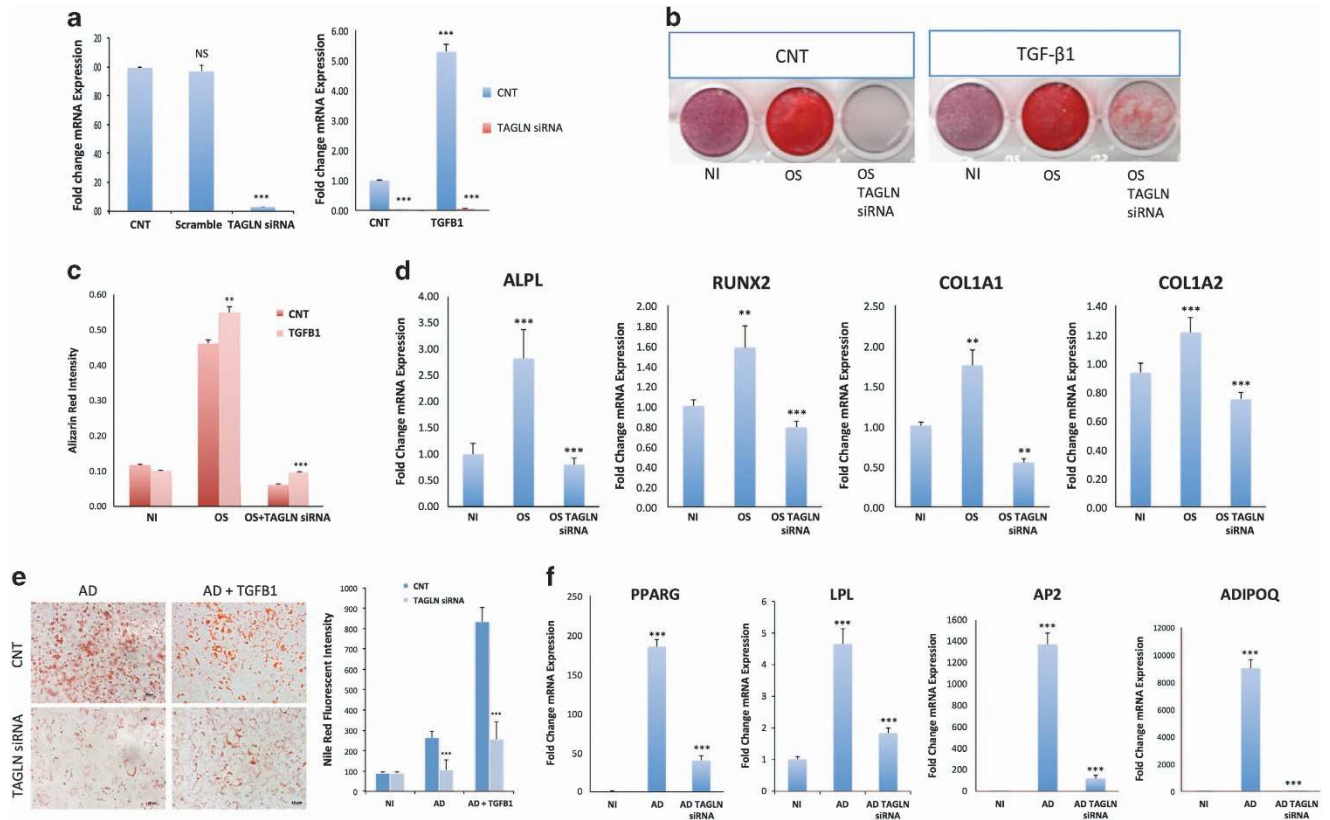 a
Fold change mRNA Expression
.00
.00
20
.00
NS
***
CNT
Scramble
TAGLN siRNA
Fold change mRNA Expression
6.00
5.00
4.00
3.00
2.00
1.00
0.00
***
***
***
CNT
TGFB1
CNT
TAGLN siRNA
b
CNT
TGF-β1
NI
OS
OS
TAGLN
siRNA
NI
OS
OS
TAGLN
siRNA
c
Alizarin Red Intensity
0.60
0.50
0.40
0.30
0.20
0.10
0.00
**
***
CNT
TGFB1
NI
OS
OS+TAGLN siRNA
d
ALPL
Fold Change mRNA Expression
4.00
3.50
3.00
2.50
2.00
1.50
1.00
0.50
0.00
***
***
NI
OS
OS TAGLN
siRNA
RUNX2
Fold Change mRNA Expression
2.00
1.80
1.60
1.40
1.20
1.00
0.80
0.60
0.40
0.20
0.00
**
***
NI
OS
OS TAGLN
siRNA
COL1A1
Fold Change mRNA Expression
2.50
2.00
1.50
1.00
0.50
0.00
**
**
NI
OS
OS TAGLN
siRNA
COL1A2
Fold Change mRNA Expression
1.40
1.20
1.00
0.80
0.60
0.40
0.20
0.00
***
***
NI
OS
OS TAGLN
siRNA
e
AD
AD + TGFB1
CNT
TAGLN siRNA
Nile Red Fluorescent Intensity
1000
900
800
700
600
500
400
300
200
100
0
CNT
TAGLN siRNA
***
***
NI
AD
AD + TGFB1
f
PPARG
Fold Change mRNA Expression
250
200
150
100
50
0
***
***
NI
AD
AD TAGLN
siRNA
LPL
Fold Change mRNA Expression
6
5
4
3
2
1
0
***
***
NI
AD
AD TAGLN
siRNA
AP2
Fold Change mRNA Expression
1600
1400
1200
1000
800
600
400
200
0
***
***
NI
AD
AD TAGLN
siRNA
ADIPOQ
Fold Change mRNA Expression
12000
10000
8000
6000
4000
2000
0
***
***
NI
AD
AD TAGLN
siRNA